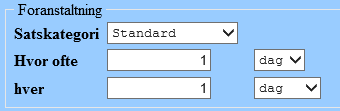 Foranstaltning
Satskategori Standard
Hvor ofte 1 dag
hver 1 dag